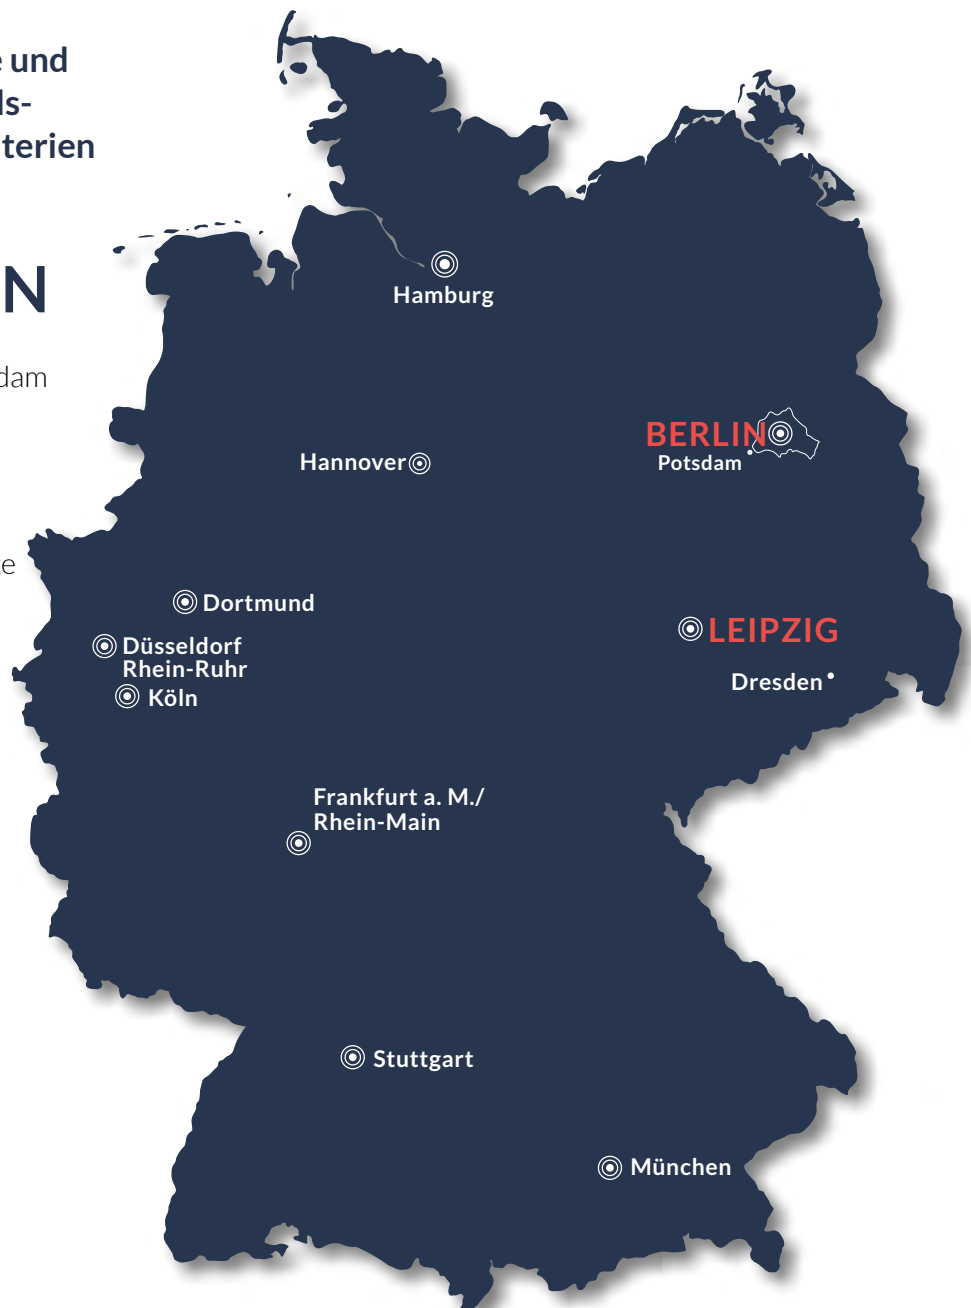 und
ls-
terien
N
dam
e
Hamburg
BERLIN
Potsdam
Hannover
Dortmund
Düsseldorf
Rhein-Ruhr
Köln
LEIPZIG
Dresden
Frankfurt a. M./
Rhein-Main
Stuttgart
München